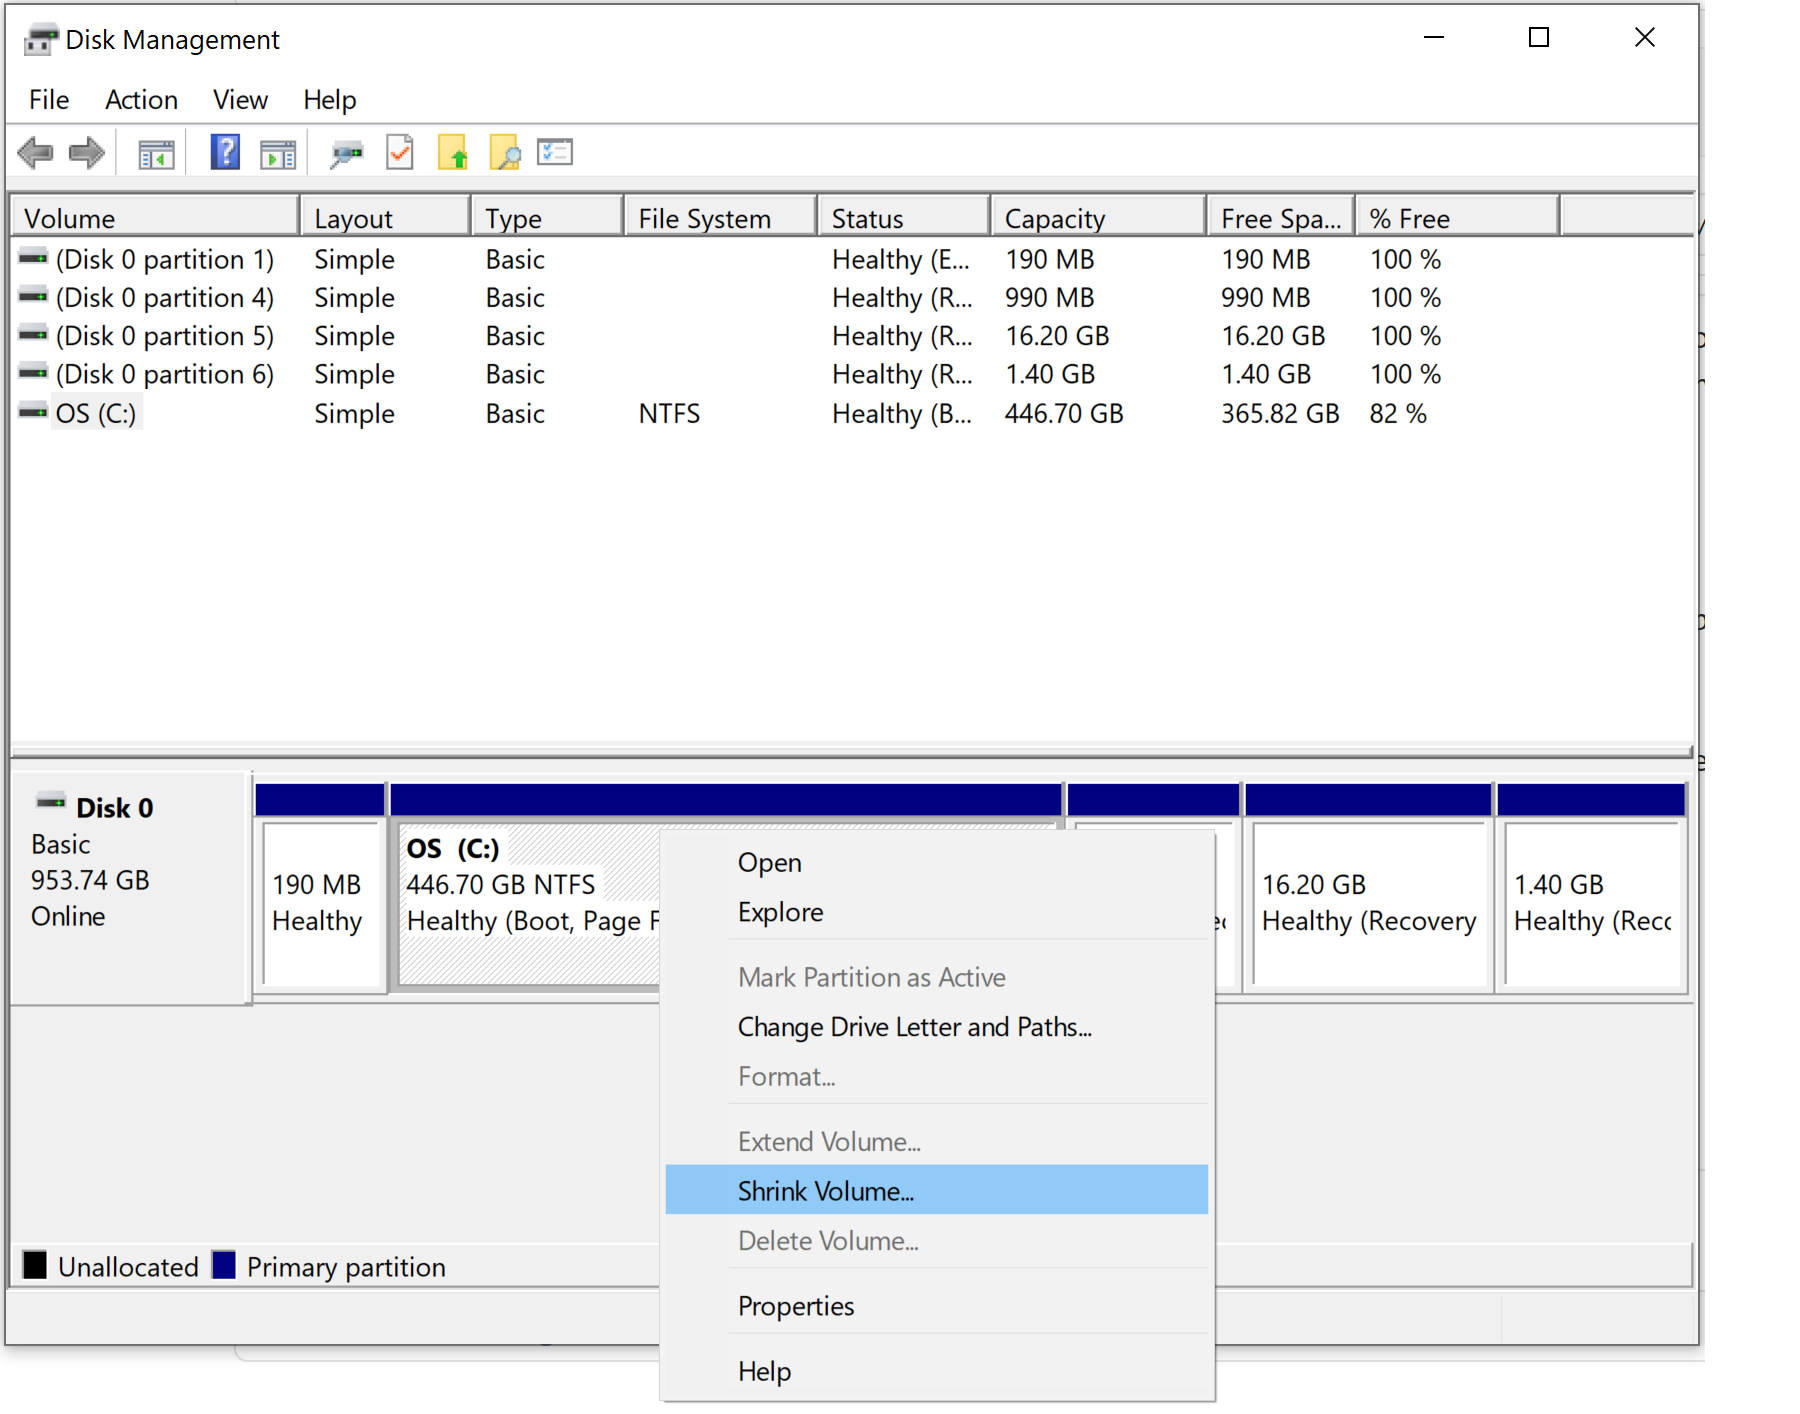 Disk Management
File Action View Help
Volume Layout Type File System Status Capacity Free Spa... % Free
(Disk 0 partition 1) Simple Basic Healthy (E... 190 MB 190 MB 100 %
(Disk 0 partition 4) Simple Basic Healthy (R... 990 MB 990 MB 100 %
(Disk 0 partition 5) Simple Basic Healthy (R... 16.20 GB 16.20 GB 100 %
(Disk 0 partition 6) Simple Basic Healthy (R... 1.40 GB 1.40 GB 100 %
OS (C:) Simple Basic NTFS Healthy (B... 446.70 GB 365.82 GB 82 %
Disk 0
Basic
953.74 GB
Online
190 MB
Healthy
OS (C:)
446.70 GB NTFS
Healthy (Boot, Page F
16.20 GB
Healthy (Recovery
1.40 GB
Healthy (Recc
Open
Explore
Mark Partition as Active
Change Drive Letter and Paths...
Format...
Extend Volume...
Shrink Volume...
Delete Volume...
Properties
Help
Unallocated Primary partition